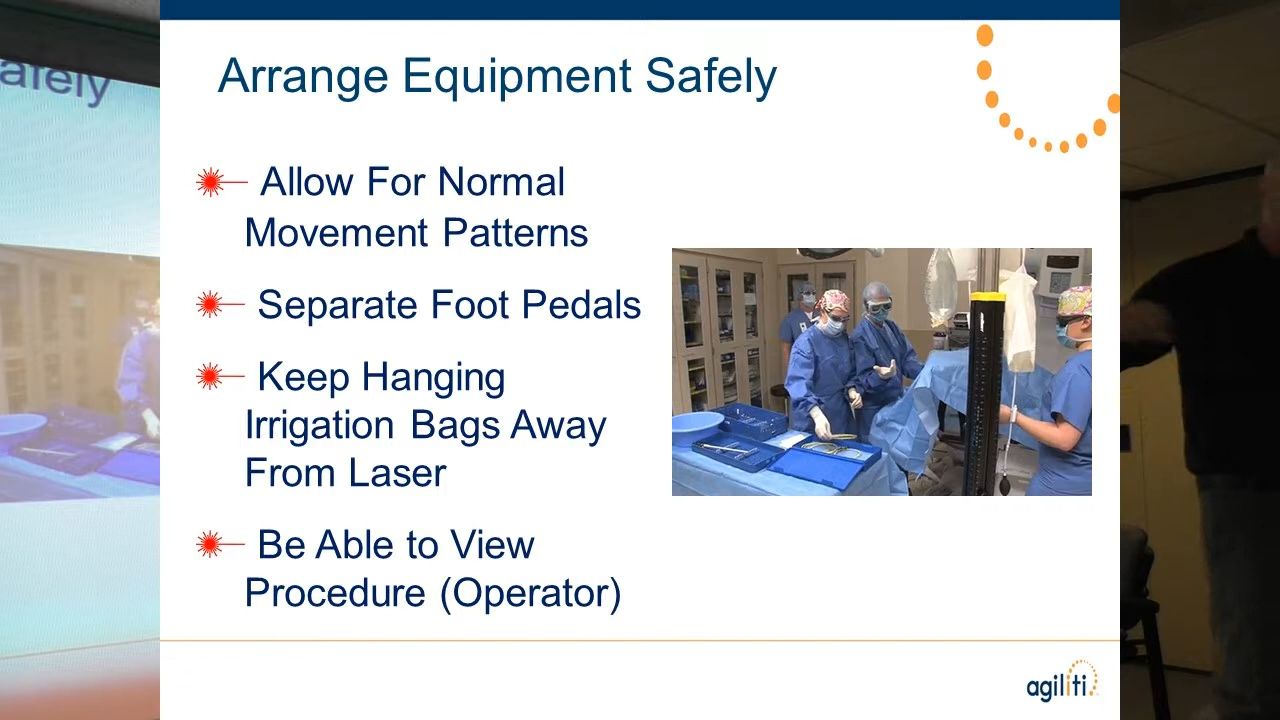 afely
Arrange Equipment Safely
Allow For Normal
Movement Patterns
Separate Foot Pedals
Keep Hanging
Irrigation Bags Away
From Laser
Be Able to View
Procedure (Operator)
agiliti